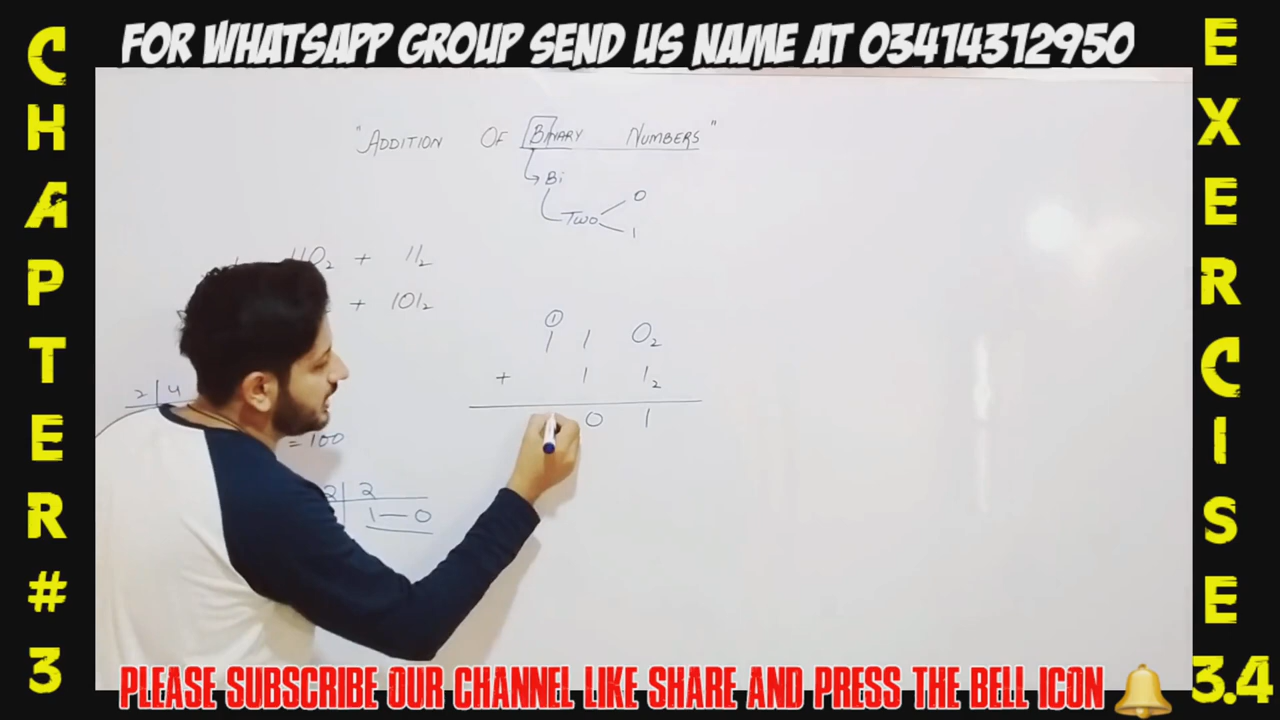 FOR WHATSAPP GROUP SEND US NAME AT 03414312950
CHAPTER # 3
EXERCISE 3.4
"ADDITION OF BINARY NUMBERS"
Bi
Two
0
1
110₂ + 11₂
+ 101₂
①
1 1 0₂
+ 1 1₂
0 1
2 | 4
= 100
2 | 2
1 — 0
PLEASE SUBSCRIBE OUR CHANNEL LIKE SHARE AND PRESS THE BELL ICON